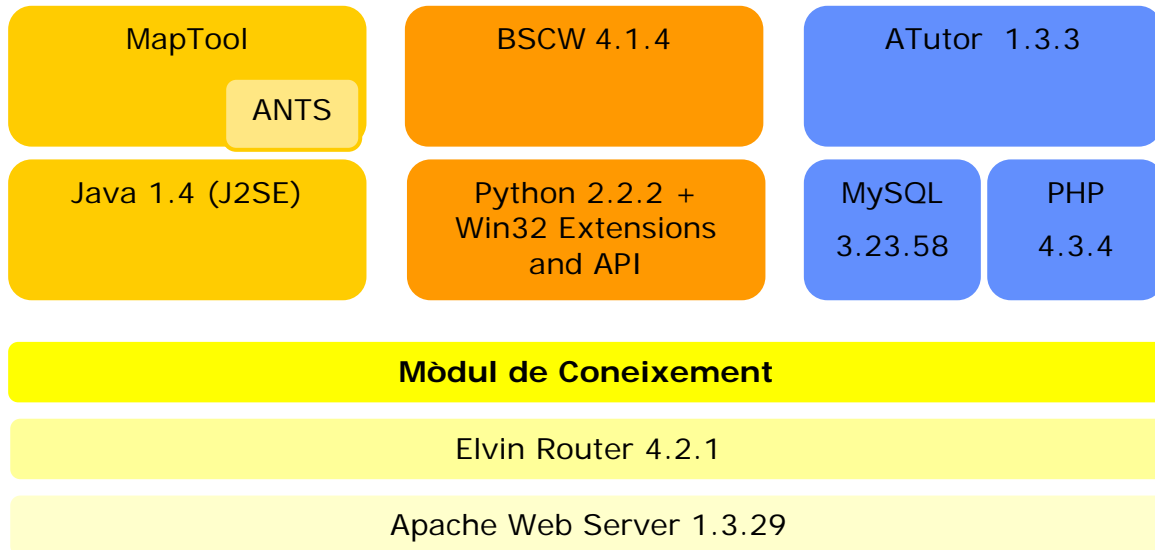 MapTool
ANTS
BSCW 4.1.4
ATutor 1.3.3
Java 1.4 (J2SE)
Python 2.2.2 +
Win32 Extensions
and API
MySQL
3.23.58
PHP
4.3.4
Mòdul de Coneixement
Elvin Router 4.2.1
Apache Web Server 1.3.29